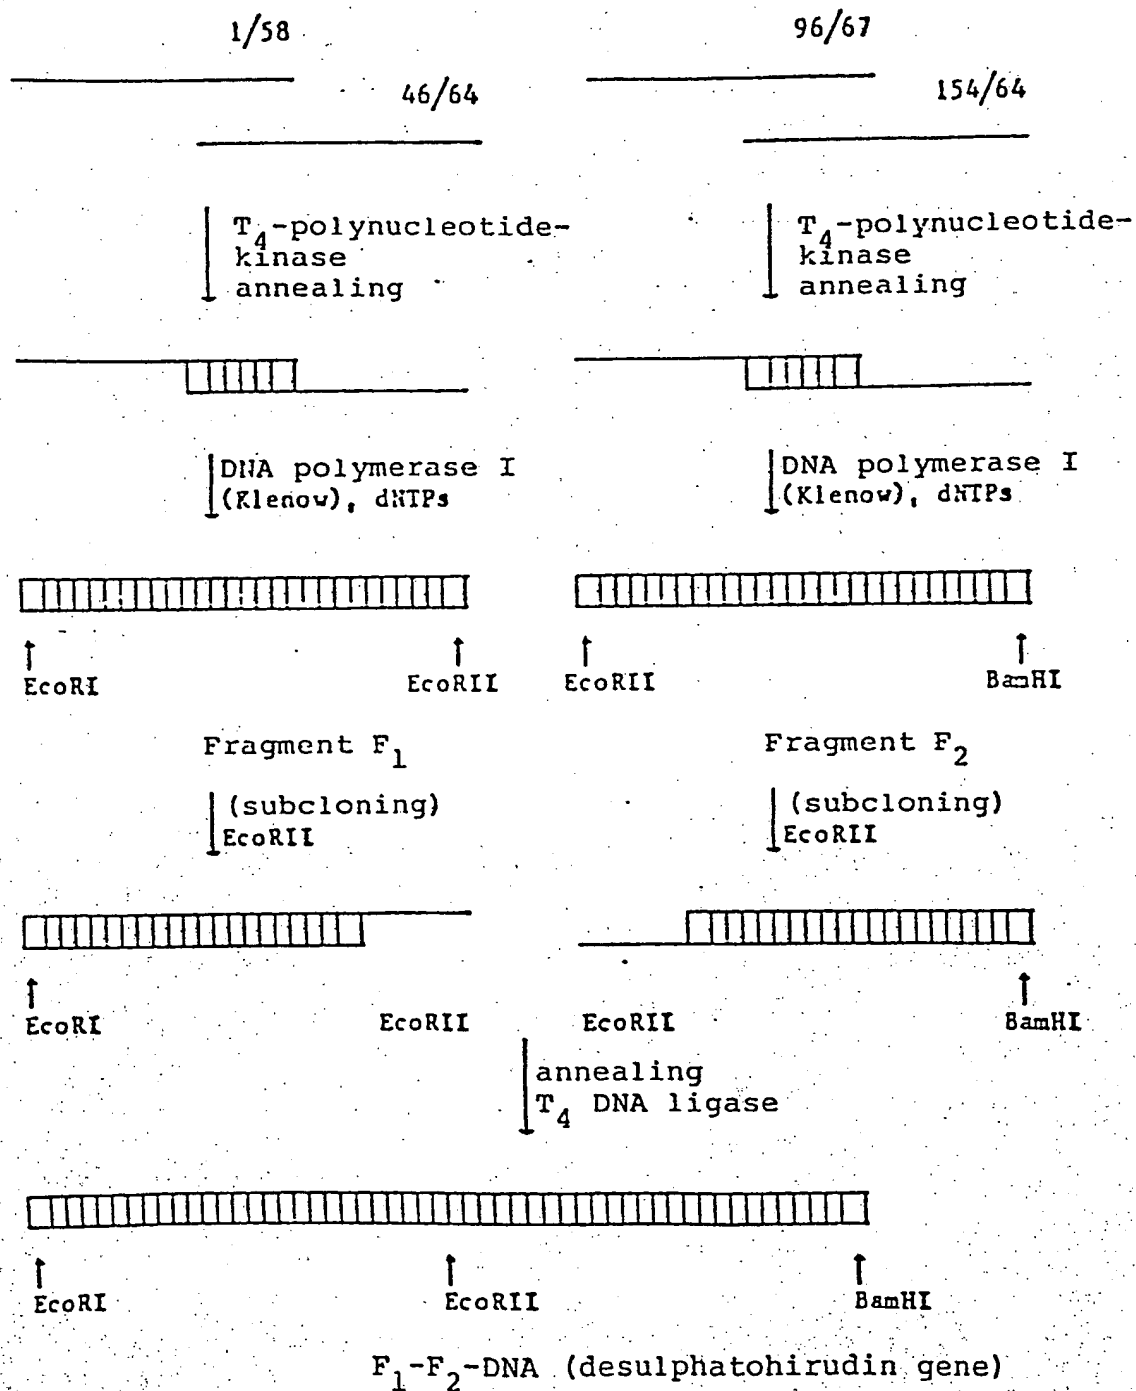 1/58 96/67
46/64 154/64
T4-polynucleotide- T4-polynucleotide-
kinase kinase
annealing annealing
DNA polymerase I DNA polymerase I
(Klenow), dNTPs (Klenow), dNTPs
EcoRI EcoRII EcoRII BamHI
Fragment F1 Fragment F2
(subcloning) (subcloning)
EcoRII EcoRII
EcoRI EcoRII EcoRII BamHI
annealing
T4 DNA ligase
EcoRI EcoRII BamHI
F1-F2-DNA (desulphatohirudin gene)